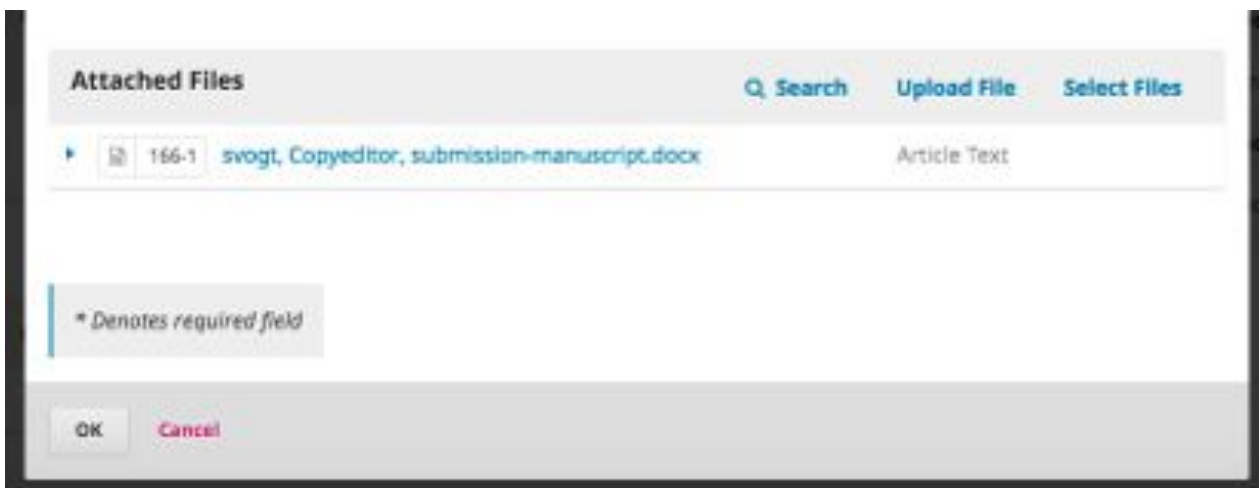 Attached Files
Search Upload File Select Files
166-1 svogt, Copyeditor, submission-manuscript.docx Article Text
* Denotes required field
OK Cancel